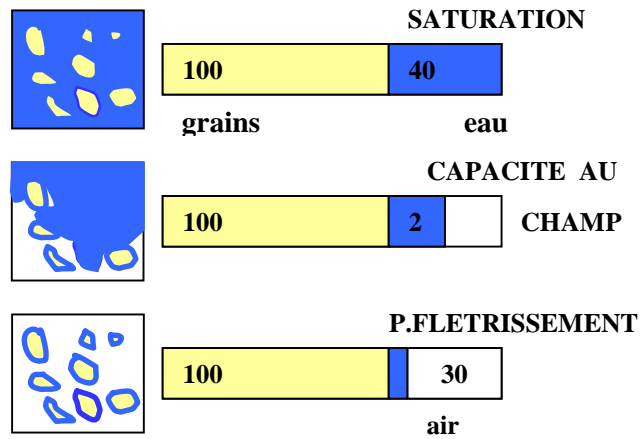 SATURATION
100 40
grains eau
CAPACITE AU
100 2 CHAMP
P.FLETRISSEMENT
100 30
air